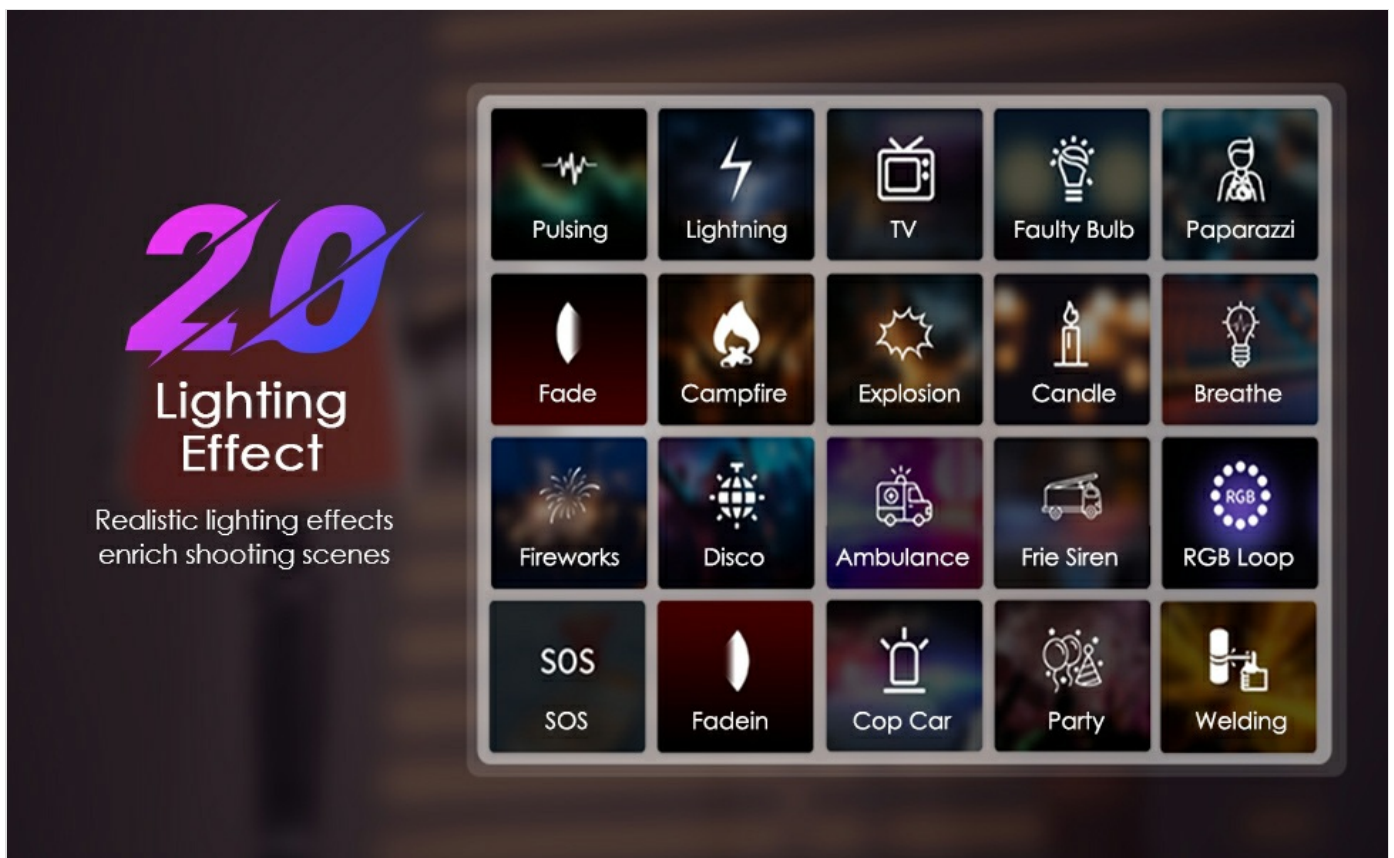 20
Lighting
Effect
Realistic lighting effects
enrich shooting scenes
Pulsing
Lightning
TV
Faulty Bulb
Paparazzi
Fade
Campfire
Explosion
Candle
Breathe
Fireworks
Disco
Ambulance
Frie Siren
RGB
RGB Loop
SOS
SOS
Fadein
Cop Car
Party
Welding